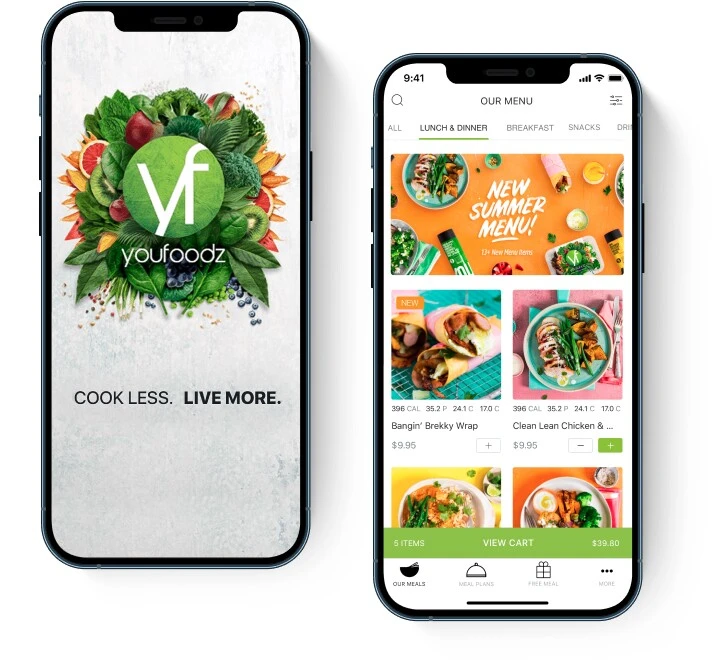 yf
youfoodz
COOK LESS. LIVE MORE.
9:41
OUR MENU
ALL LUNCH & DINNER BREAKFAST SNACKS DRI
NEW
SUMMER
MENU!
12+ New Menu Items
NEW
396 CAL 35.2 P 24.1 C 17.0 C
396 CAL 35.2 P 24.1 C 17.0 C
Bangin' Brekky Wrap
Clean Lean Chicken & ...
$9.95 +
$9.95 − +
5 ITEMS VIEW CART $39.80
OUR MEALS MEAL PLANS FREE MEAL MORE